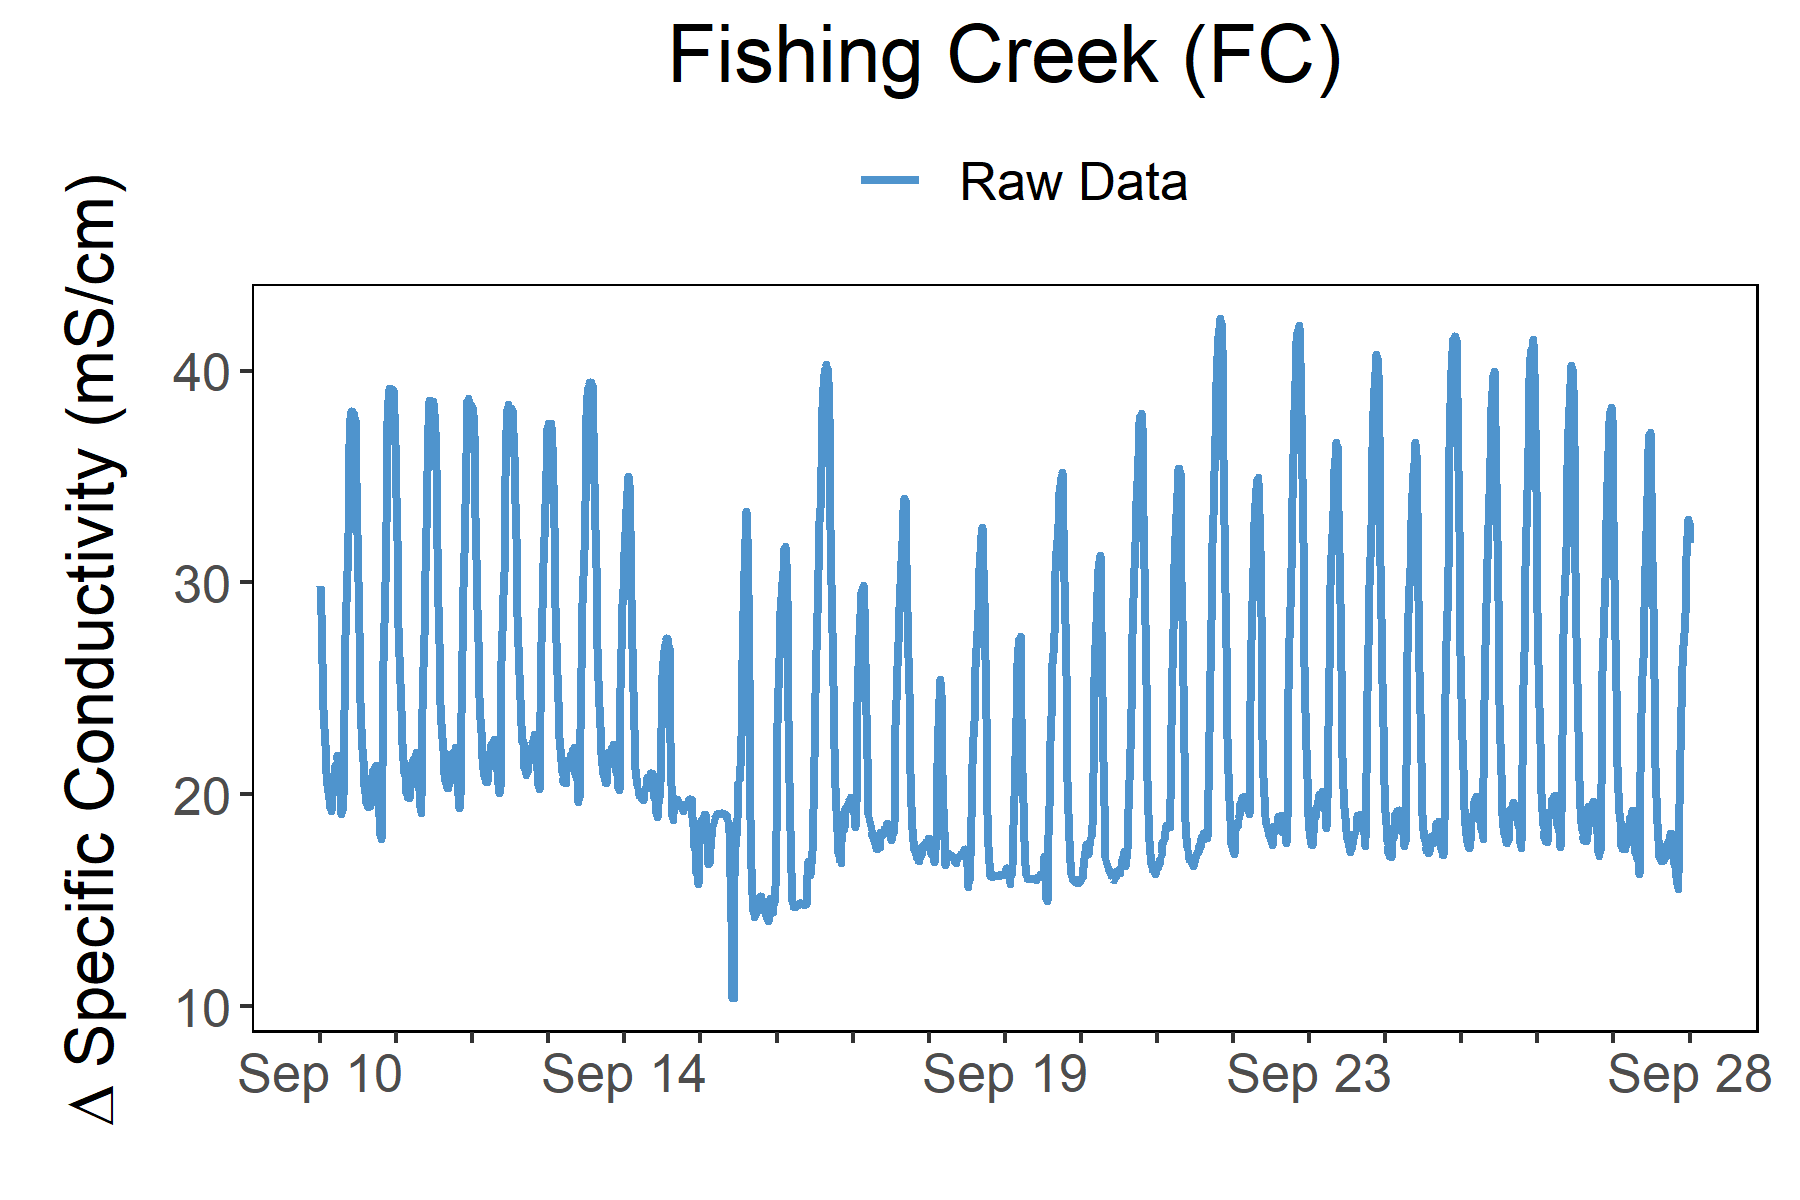 Fishing Creek (FC)
Raw Data
Δ Specific Conductivity (mS/cm)
40
30
20
10
Sep 10 Sep 14 Sep 19 Sep 23 Sep 28